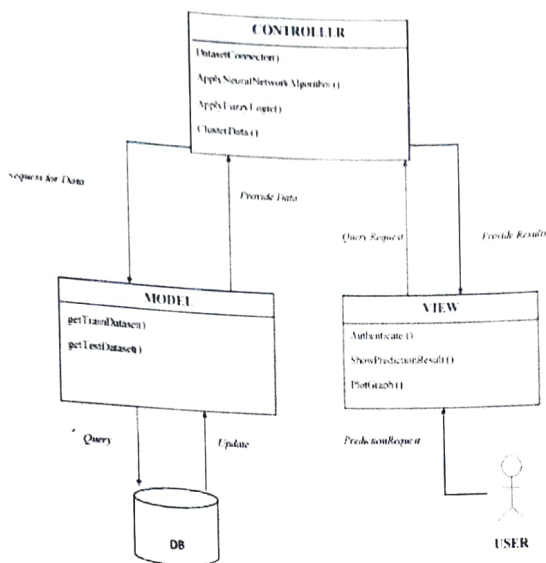 CONTROLLER
DatasetConnector()
ApplyNeuralNetworkAlgorithm()
ApplyFuzzyLogic()
ClusterData()
Request for Data
Provide Data
Query Request
Provide Results
MODEL
getTrainDataset()
getTestDataset()
VIEW
Authenticate ()
ShowPredictionResult()
PlotGraph()
Query
Update
PredictionRequest
DB
USER